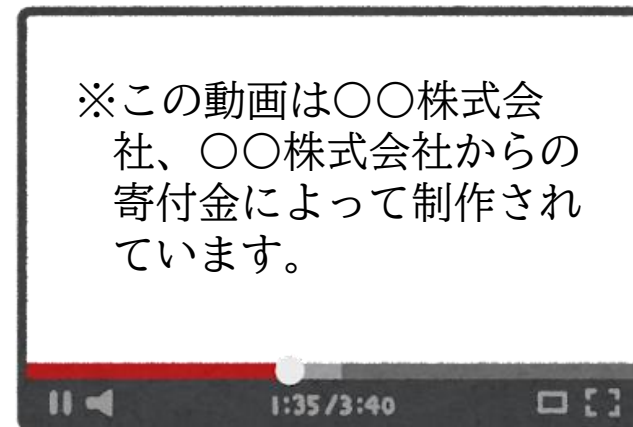 ※この動画は〇〇株式会
社、〇〇株式会社からの
寄付金によって制作され
ています。
1:35/3:40